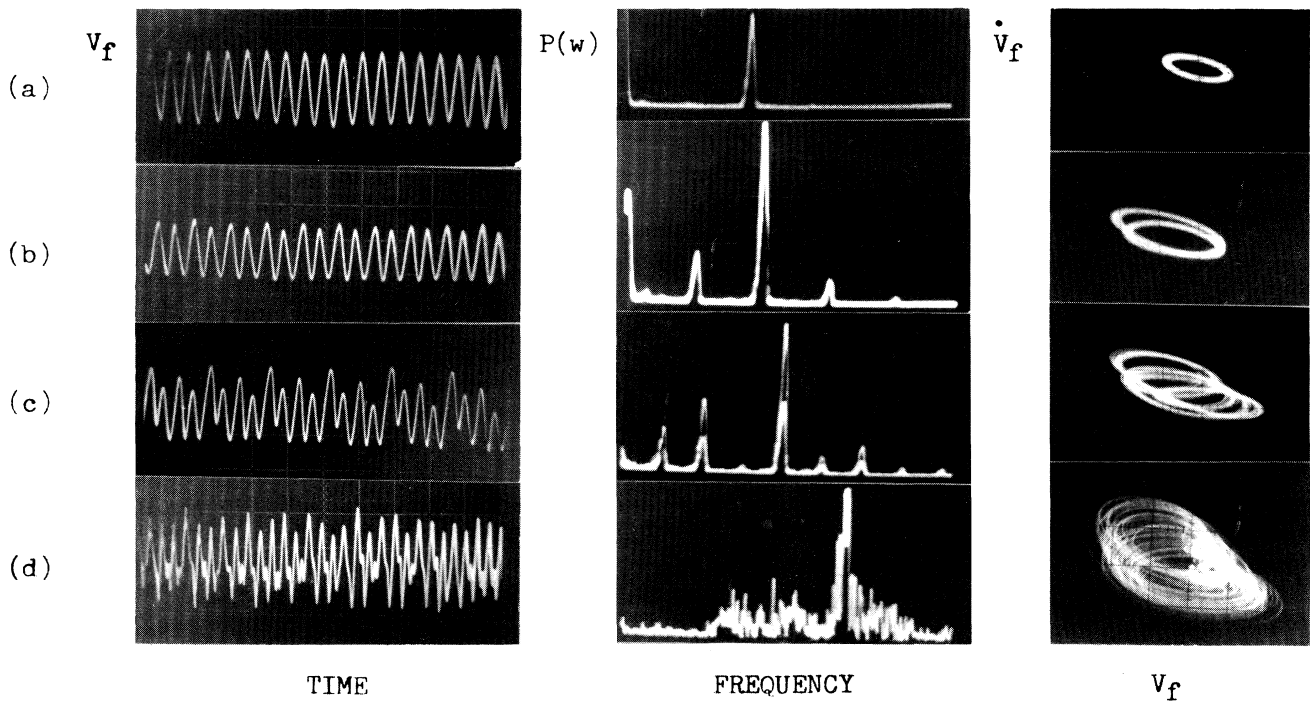 V_f
P(w)
V̇_f
(a)
(b)
(c)
(d)
TIME
FREQUENCY
V_f